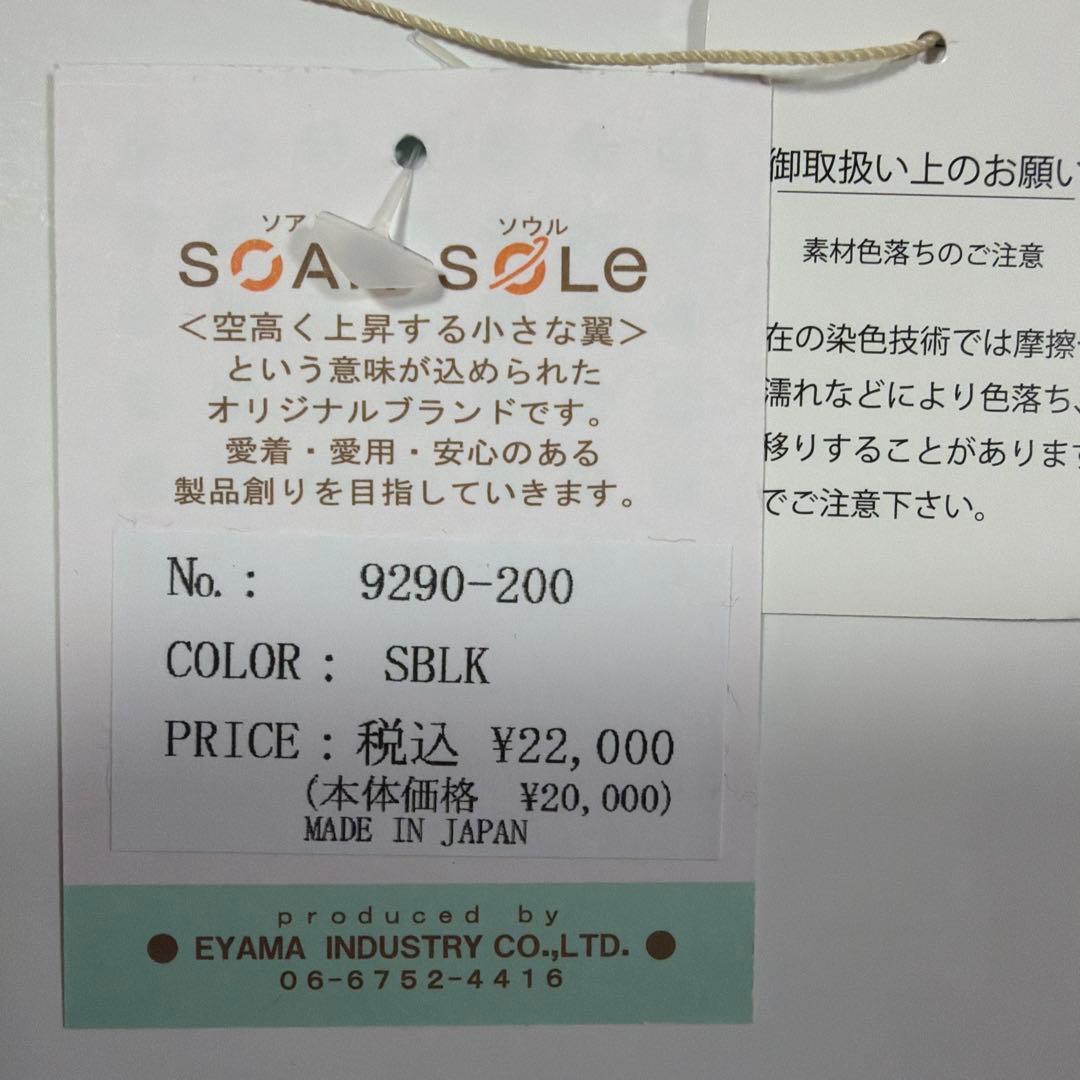 ソア ソウル
SOA SOLe
＜空高く上昇する小さな翼＞
という意味が込められた
オリジナルブランドです。
愛着・愛用・安心のある
製品創りを目指していきます。
No.: 9290-200
COLOR: SBLK
PRICE: 税込 ¥22,000
(本体価格 ¥20,000)
MADE IN JAPAN
produced by
● EYAMA INDUSTRY CO.,LTD. ●
06-6752-4416
御取扱い上のお願い
素材色落ちのご注意
在の染色技術では摩擦
濡れなどにより色落ち、
移りすることがあります
でご注意下さい。